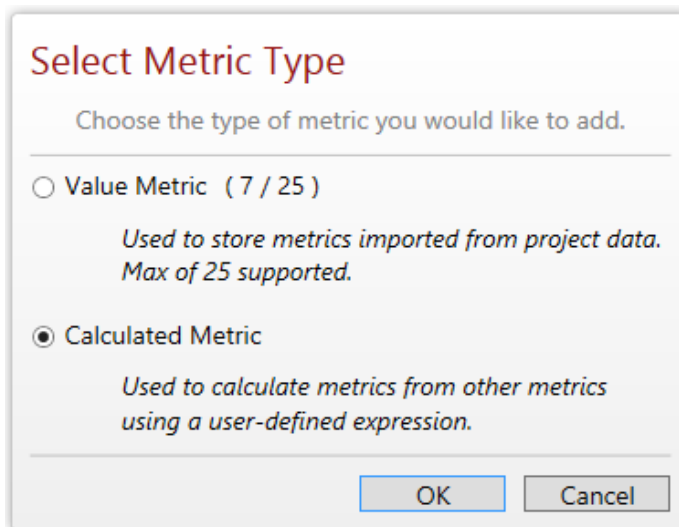 Select Metric Type
Choose the type of metric you would like to add.
Value Metric ( 7 / 25 )
Used to store metrics imported from project data.
Max of 25 supported.
Calculated Metric
Used to calculate metrics from other metrics
using a user-defined expression.
OK Cancel